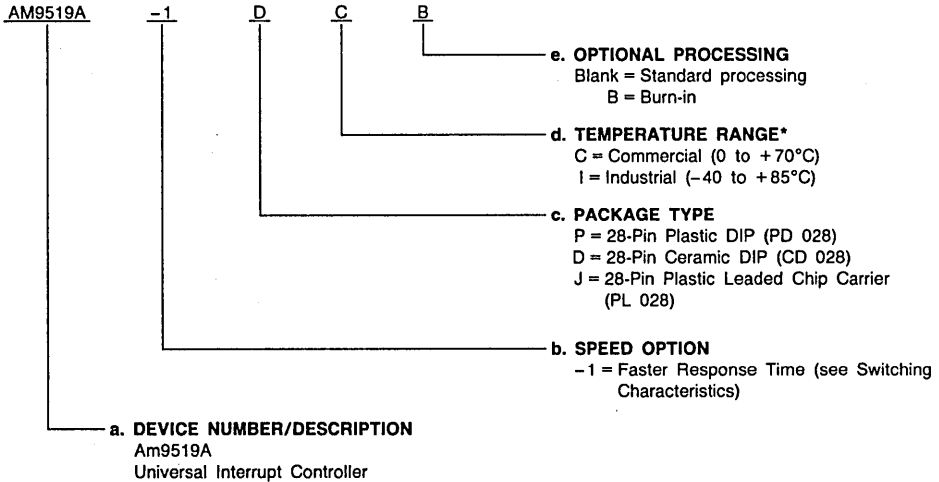 AM9519A -1 D C B
e. OPTIONAL PROCESSING
Blank = Standard processing
B = Burn-in
d. TEMPERATURE RANGE*
C = Commercial (0 to +70°C)
I = Industrial (-40 to +85°C)
c. PACKAGE TYPE
P = 28-Pin Plastic DIP (PD 028)
D = 28-Pin Ceramic DIP (CD 028)
J = 28-Pin Plastic Leaded Chip Carrier
(PL 028)
b. SPEED OPTION
-1 = Faster Response Time (see Switching
Characteristics)
a. DEVICE NUMBER/DESCRIPTION
Am9519A
Universal Interrupt Controller